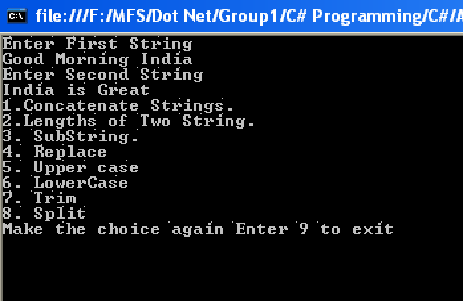 file:///F:/MFS/Dot Net/Group1/C# Programming/C#/
Enter First String
Good Morning India
Enter Second String
India is Great
1.Concatenate Strings.
2.Lengths of Two String.
3. SubString.
4. Replace
5. Upper case
6. LowerCase
7. Trim
8. Split
Make the choice again Enter 9 to exit